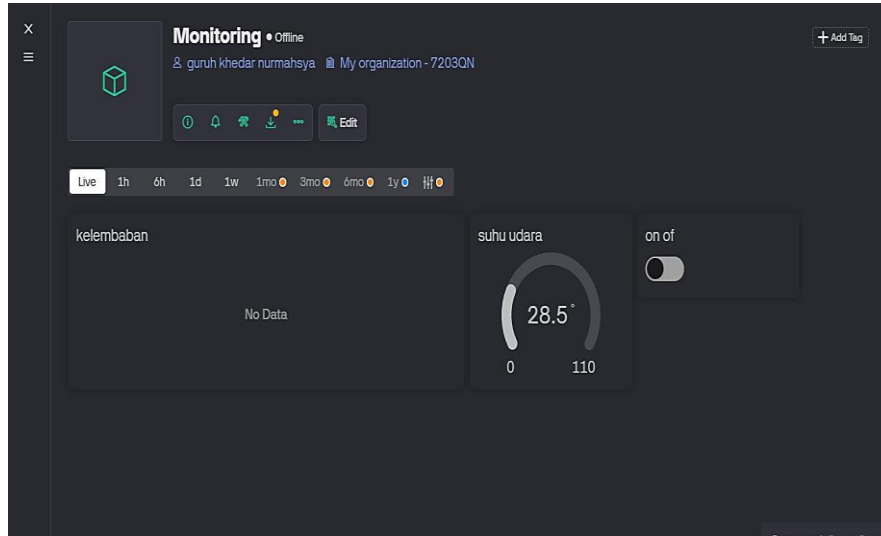 X
Monitoring • Offline
+ Add Tag
guruh khedar nurmahsya My organization - 7203QN
Edit
Live 1h 6h 1d 1w 1mo 3mo 6mo 1y
kelembaban
No Data
suhu udara
28.5°
0 110
on of